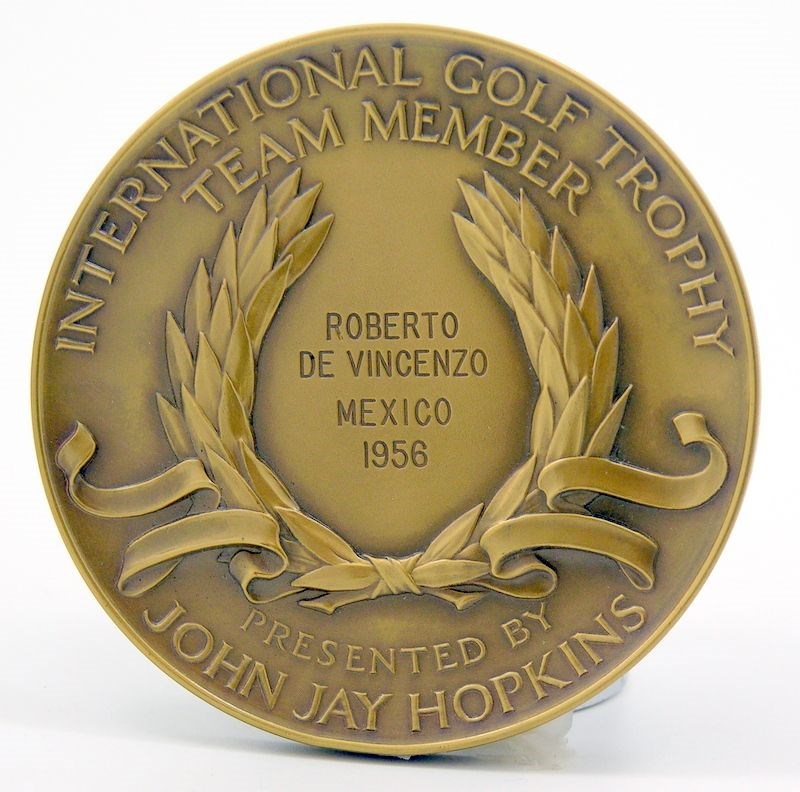 INTERNATIONAL GOLF TROPHY
TEAM MEMBER
ROBERTO
DE VINCENZO
MEXICO
1956
PRESENTED BY
JOHN JAY HOPKINS